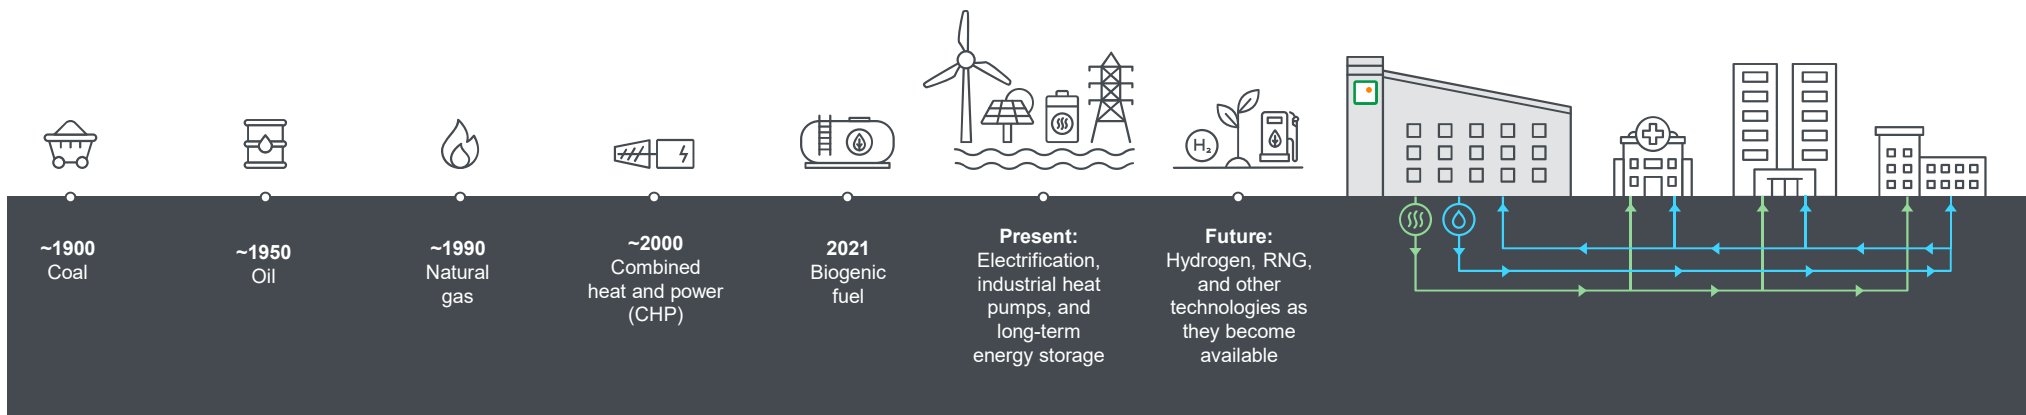 ~1900
Coal
~1950
Oil
~1990
Natural
gas
~2000
Combined
heat and power
(CHP)
2021
Biogenic
fuel
Present:
Electrification,
industrial heat
pumps, and
long-term
energy storage
H₂
Future:
Hydrogen, RNG,
and other
technologies as
they become
available